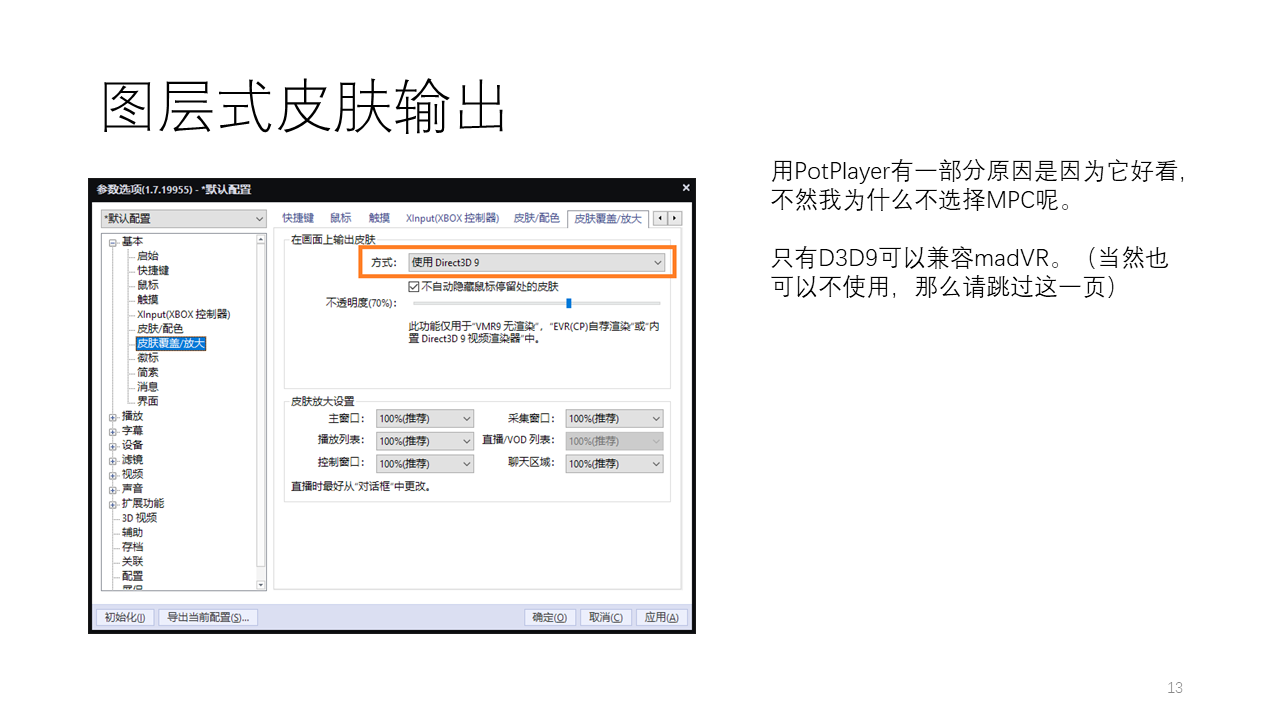 图层式皮肤输出
用PotPlayer有一部分原因是因为它好看，
不然我为什么不选择MPC呢。
只有D3D9可以兼容madVR。（当然也
可以不使用，那么请跳过这一页）
参数选项(1.7.19955) - *默认配置
*默认配置
基本
启始
快捷键
鼠标
触摸
XInput(XBOX 控制器)
皮肤/配色
皮肤覆盖/放大
徽标
简索
消息
界面
播放
字幕
设备
滤镜
视频
声音
扩展功能
3D 视频
辅助
存档
关联
配置
快捷键 鼠标 触摸 XInput(XBOX 控制器) 皮肤/配色 皮肤覆盖/放大
在画面上输出皮肤
方式： 使用 Direct3D 9
不自动隐藏鼠标停留处的皮肤
不透明度(70%)：
此功能仅用于"VMR9 无渲染"，"EVR(CP)自荐渲染"或"内
置 Direct3D 9 视频渲染器"中。
皮肤放大设置
主窗口： 100%(推荐) 采集窗口： 100%(推荐)
播放列表： 100%(推荐) 直播/VOD 列表： 100%(推荐)
控制窗口： 100%(推荐) 聊天区域： 100%(推荐)
直播时最好从"对话框"中更改。
初始化(I) 导出当前配置(S)... 确定(O) 取消(C) 应用(A)
13